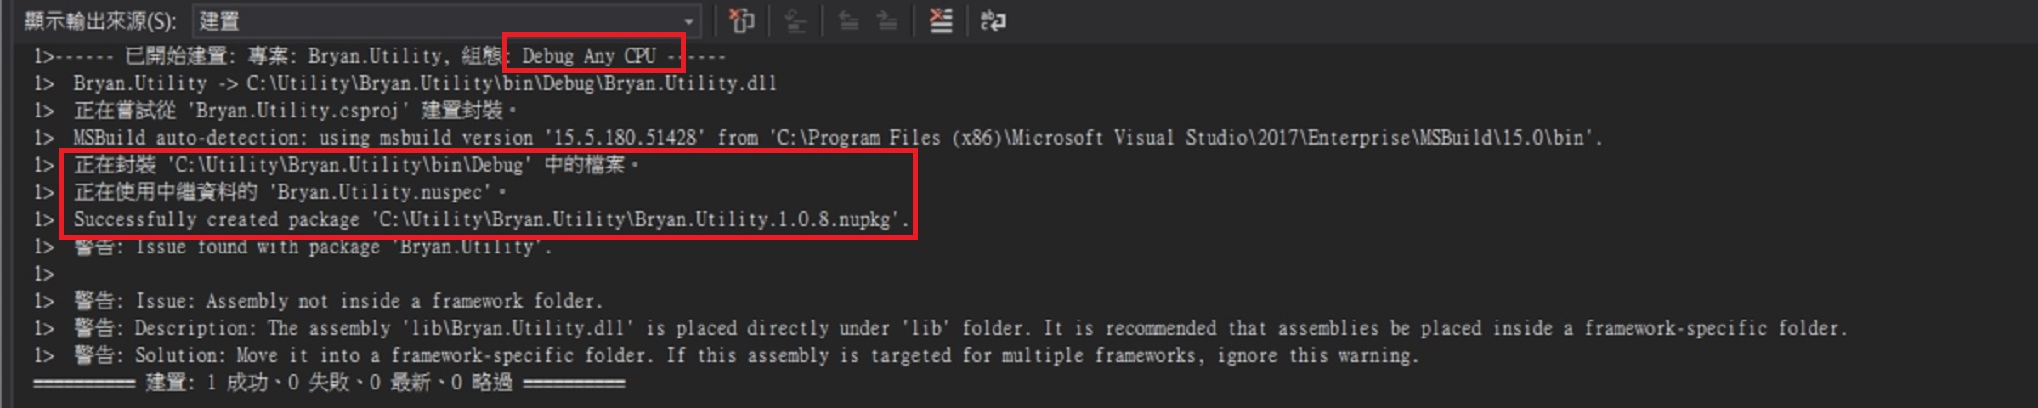 顯示輸出來源(S): 建置
1>------ 已開始建置: 專案: Bryan.Utility, 組態: Debug Any CPU ------
1>  Bryan.Utility -> C:\Utility\Bryan.Utility\bin\Debug\Bryan.Utility.dll
1>  正在嘗試從 'Bryan.Utility.csproj' 建置封裝。
1>  MSBuild auto-detection: using msbuild version '15.5.180.51428' from 'C:\Program Files (x86)\Microsoft Visual Studio\2017\Enterprise\MSBuild\15.0\bin'.
1>  正在封裝 'C:\Utility\Bryan.Utility\bin\Debug' 中的檔案。
1>  正在使用中繼資料的 'Bryan.Utility.nuspec'。
1>  Successfully created package 'C:\Utility\Bryan.Utility\Bryan.Utility.1.0.8.nupkg'.
1>  警告: Issue found with package 'Bryan.Utility'.
1>
1>  警告: Issue: Assembly not inside a framework folder.
1>  警告: Description: The assembly 'lib\Bryan.Utility.dll' is placed directly under 'lib' folder. It is recommended that assemblies be placed inside a framework-specific folder.
1>  警告: Solution: Move it into a framework-specific folder. If this assembly is targeted for multiple frameworks, ignore this warning.
========== 建置: 1 成功、0 失敗、0 最新、0 略過 ==========